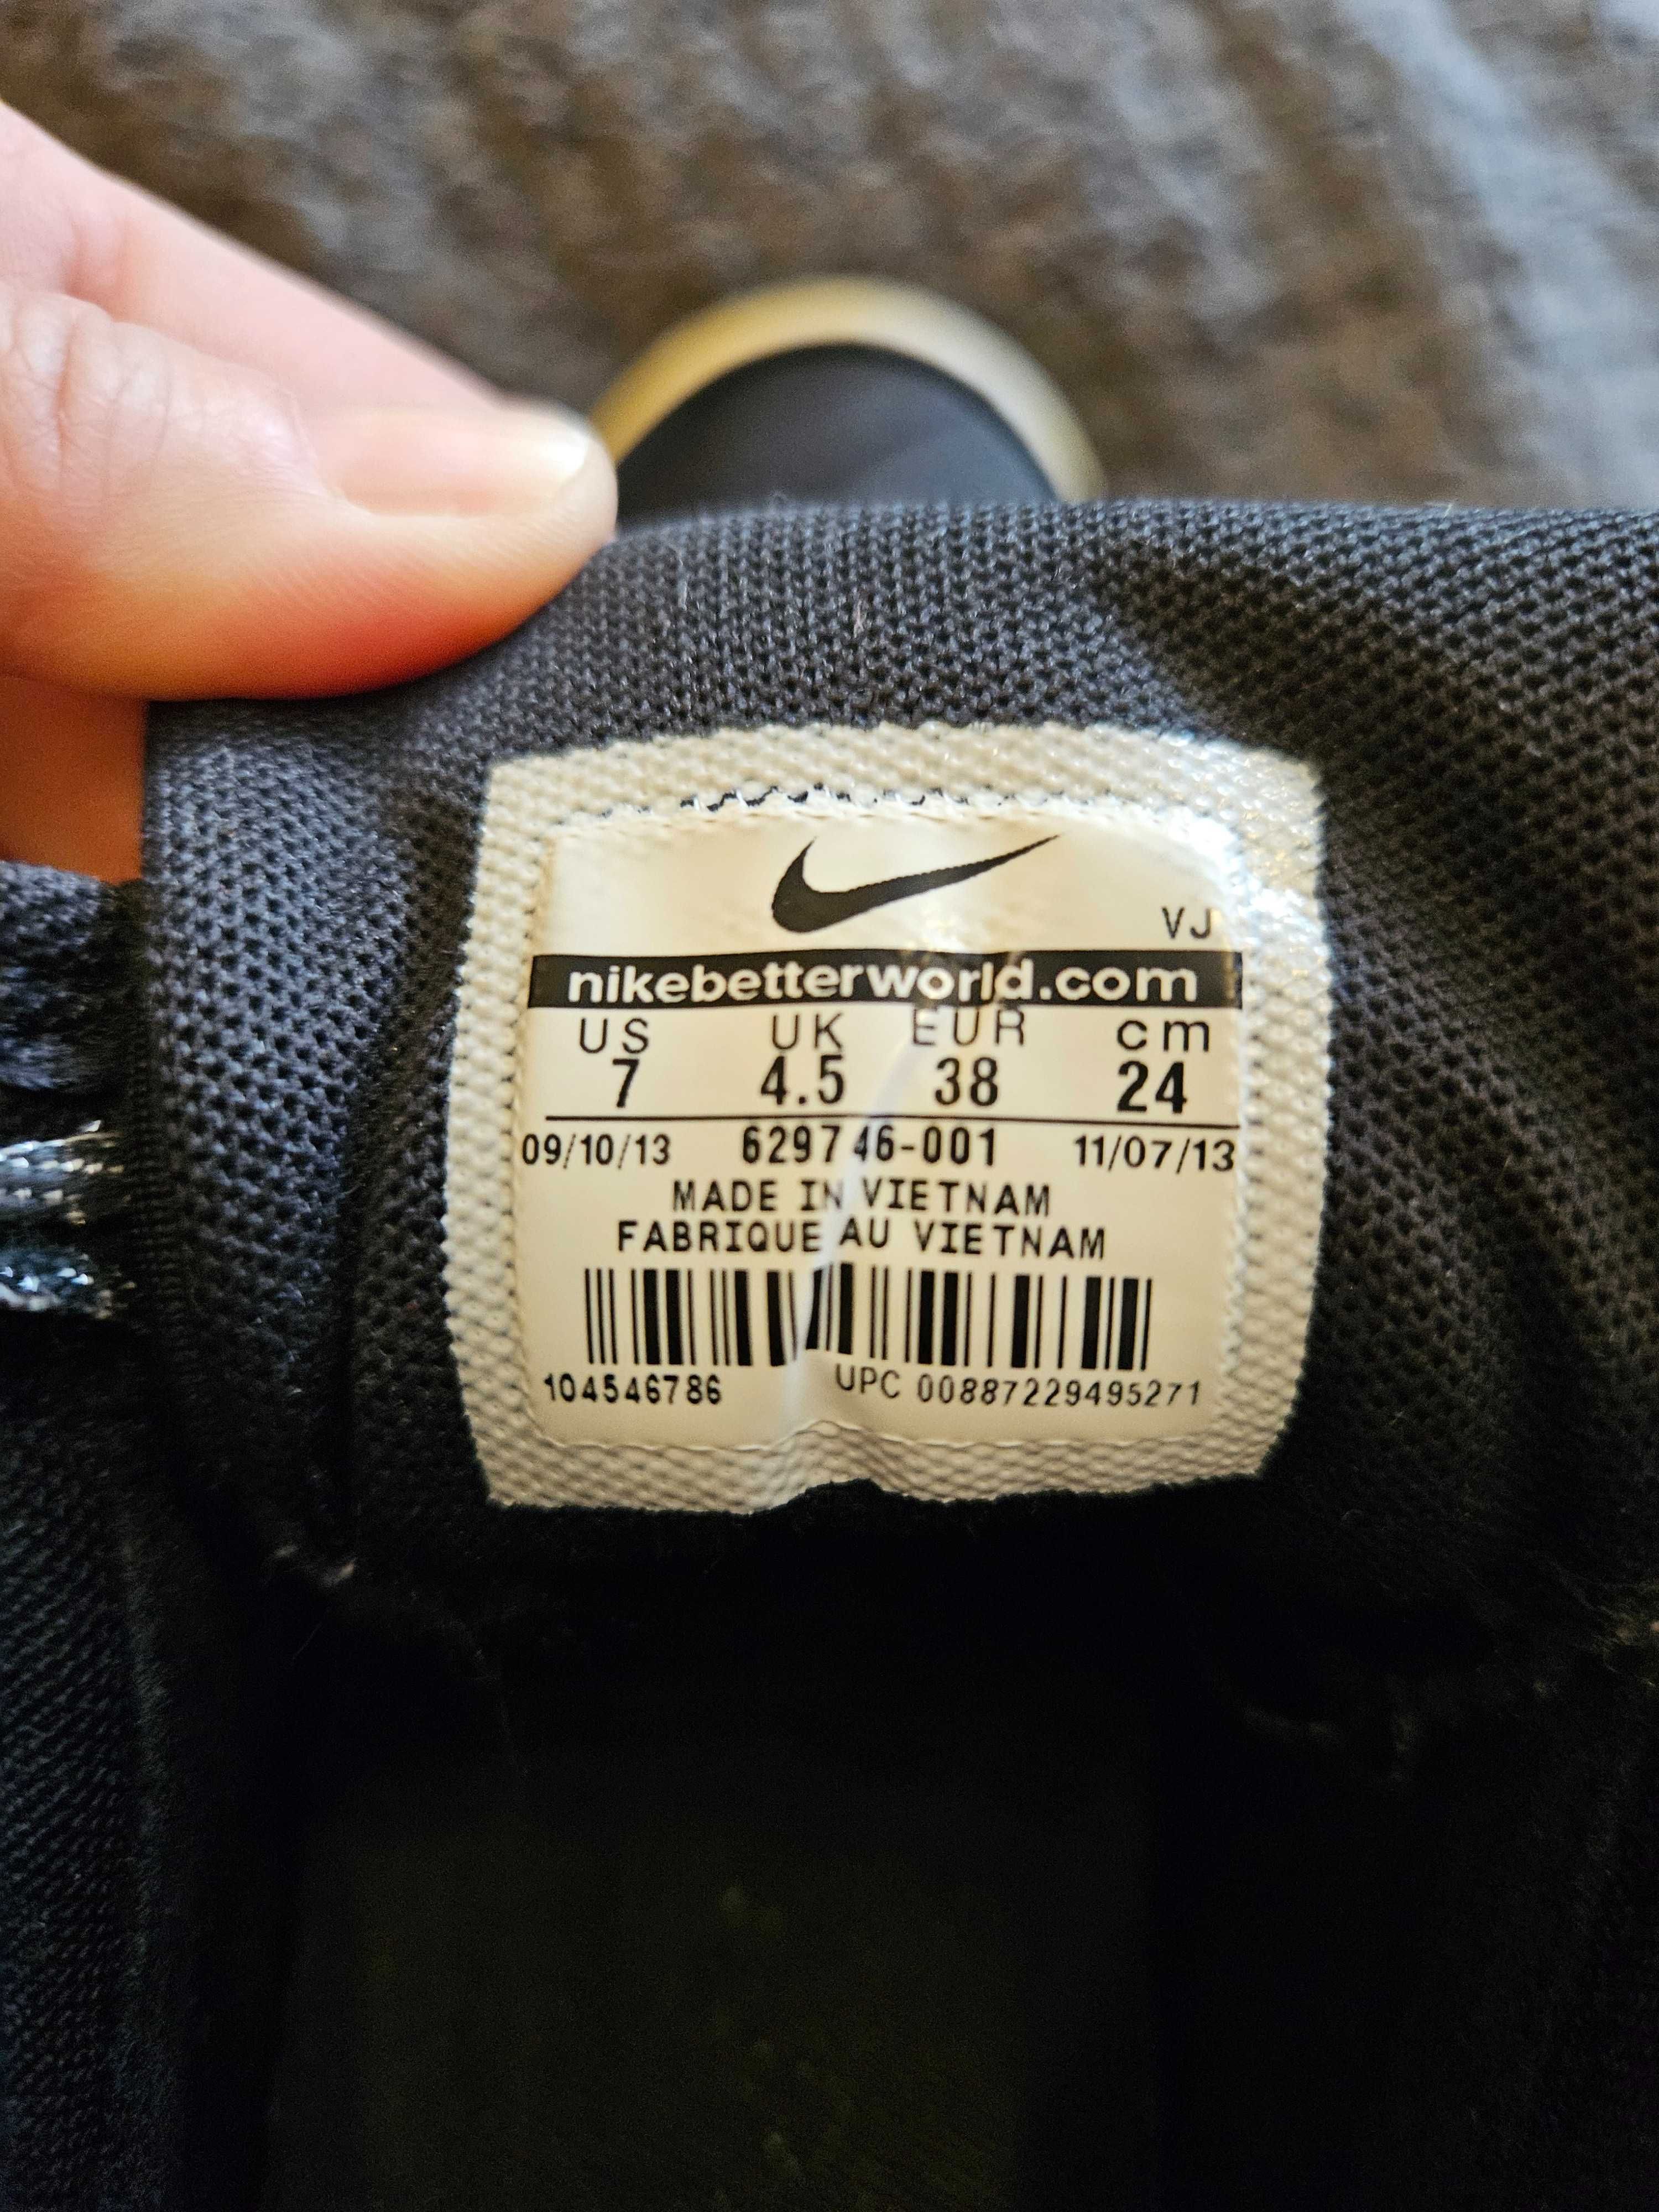 VJ
nikebetterworld.com
US UK EUR cm
7 4.5 38 24
09/10/13 629746-001 11/07/13
MADE IN VIETNAM
FABRIQUE AU VIETNAM
104546786 UPC 00887229495271